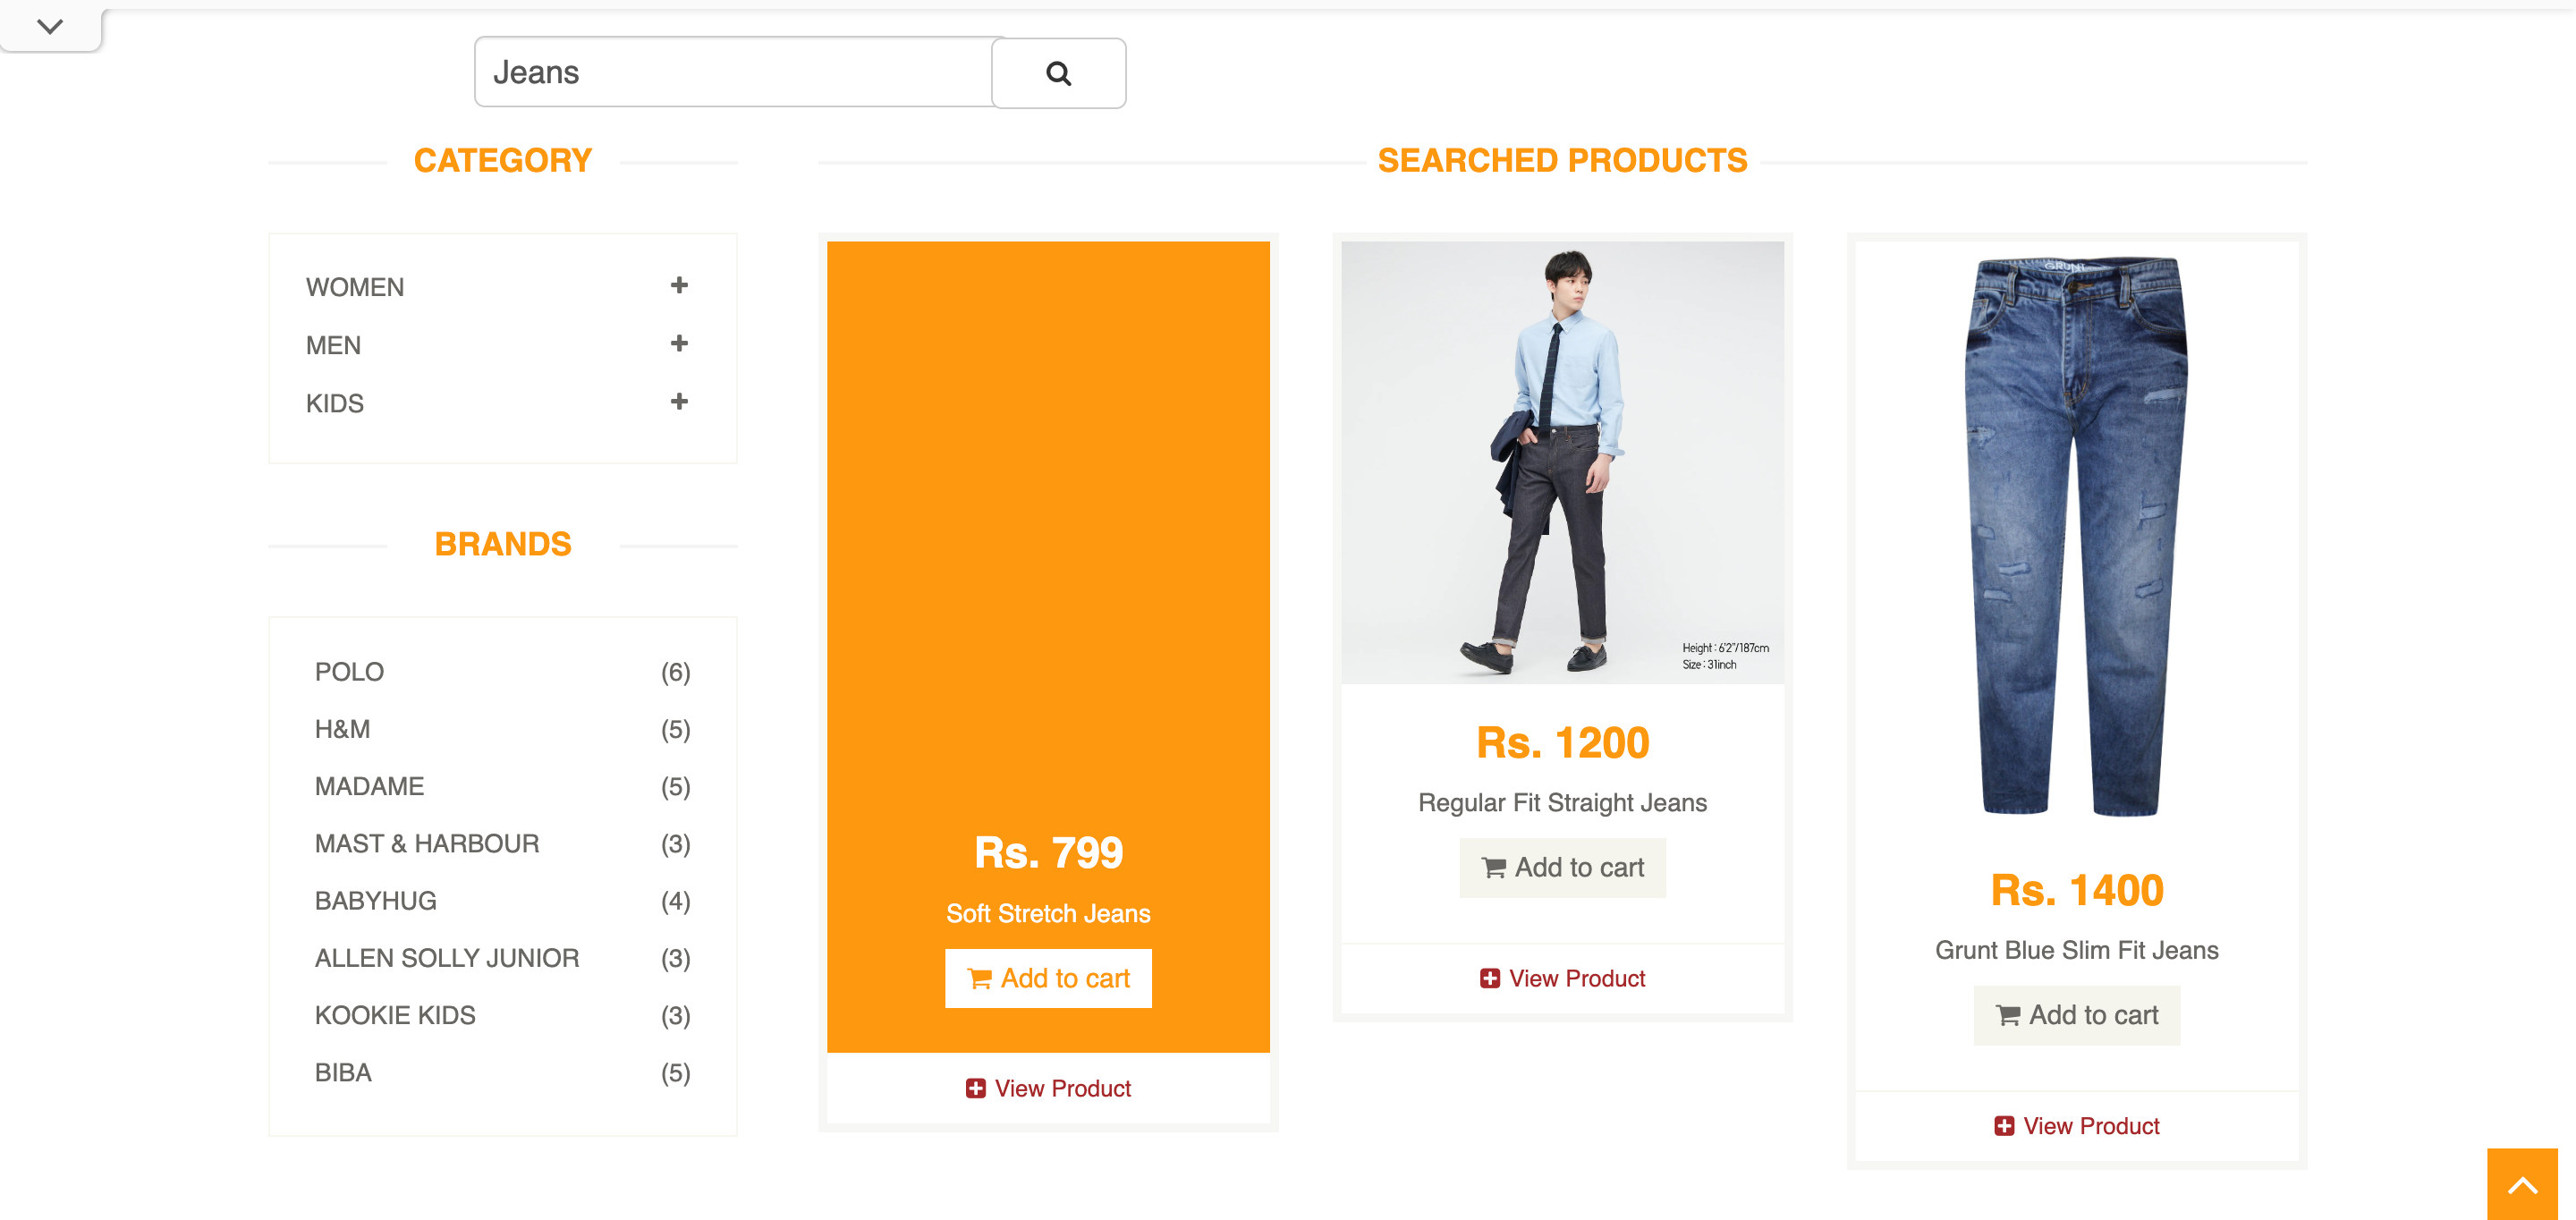 Jeans
CATEGORY
WOMEN
MEN
KIDS
BRANDS
POLO (6)
H&M (5)
MADAME (5)
MAST & HARBOUR (3)
BABYHUG (4)
ALLEN SOLLY JUNIOR (3)
KOOKIE KIDS (3)
BIBA (5)
SEARCHED PRODUCTS
Rs. 799
Soft Stretch Jeans
Add to cart
View Product
Height : 6'2"/187cm
Size : 31inch
Rs. 1200
Regular Fit Straight Jeans
Add to cart
View Product
GRUNT
Rs. 1400
Grunt Blue Slim Fit Jeans
Add to cart
View Product